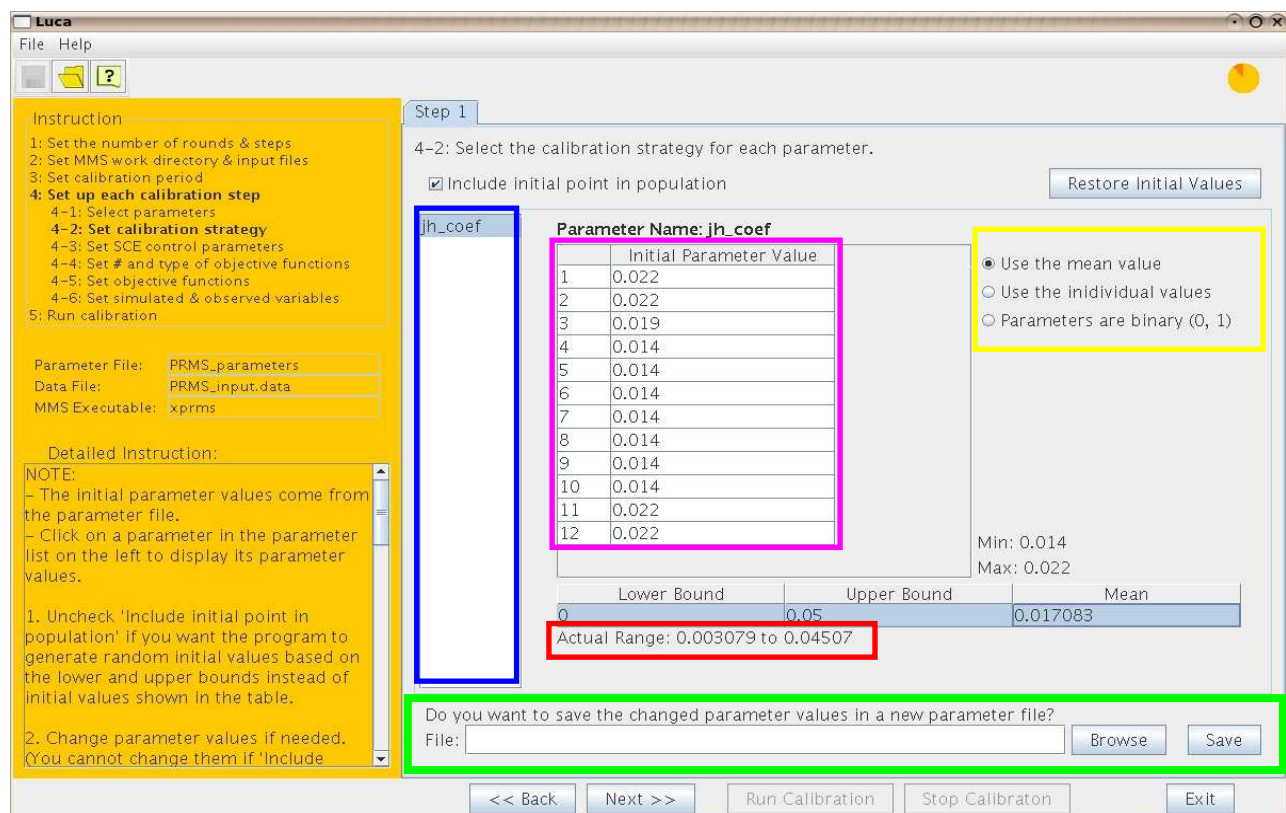 Luca
File Help
Instruction
1: Set the number of rounds & steps
2: Set MMS work directory & input files
3: Set calibration period
4: Set up each calibration step
4-1: Select parameters
4-2: Set calibration strategy
4-3: Set SCE control parameters
4-4: Set # and type of objective functions
4-5: Set objective functions
4-6: Set simulated & observed variables
5: Run calibration
Parameter File: PRMS_parameters
Data File: PRMS_input.data
MMS Executable: xprms
Detailed Instruction:
NOTE:
- The initial parameter values come from
the parameter file.
- Click on a parameter in the parameter
list on the left to display its parameter
values.
1. Uncheck 'Include initial point in
population' if you want the program to
generate random initial values based on
the lower and upper bounds instead of
initial values shown in the table.
2. Change parameter values if needed.
(You cannot change them if 'Include
Step 1
4-2: Select the calibration strategy for each parameter.
Include initial point in population
Restore Initial Values
jh_coef
Parameter Name: jh_coef
Initial Parameter Value
1 0.022
2 0.022
3 0.019
4 0.014
5 0.014
6 0.014
7 0.014
8 0.014
9 0.014
10 0.014
11 0.022
12 0.022
Use the mean value
Use the inidividual values
Parameters are binary (0, 1)
Min: 0.014
Max: 0.022
Lower Bound Upper Bound Mean
0 0.05 0.017083
Actual Range: 0.003079 to 0.04507
Do you want to save the changed parameter values in a new parameter file?
File: Browse Save
<< Back Next >> Run Calibration Stop Calibraton Exit